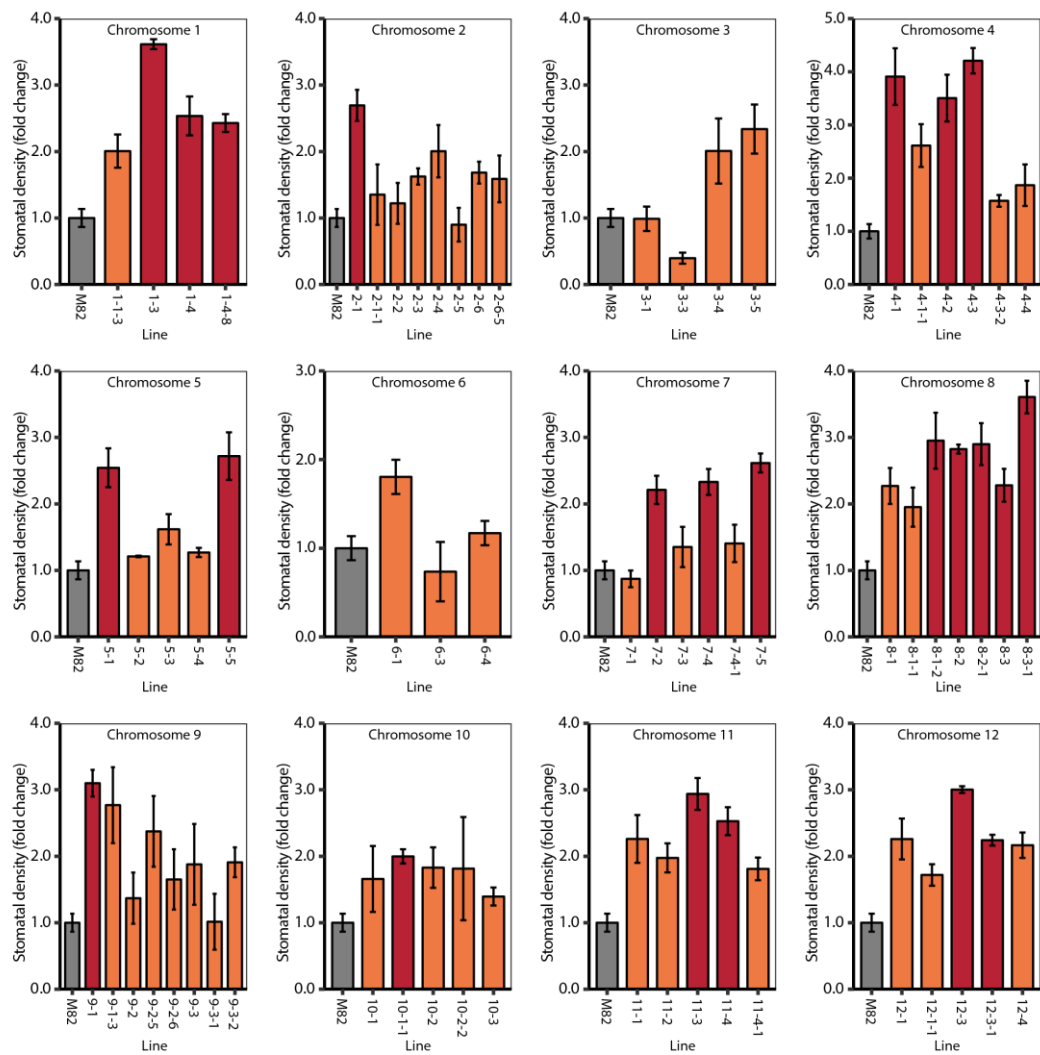 Chromosome 1
Stomatal density (fold change)
4.0
3.0
2.0
1.0
0.0
M82
1-1-3
1-3
1-4
1-4-8
Line
Chromosome 2
Stomatal density (fold change)
4.0
3.0
2.0
1.0
0.0
M82
2-1
2-1-1
2-2
2-3
2-4
2-5
2-6
2-6-5
Line
Chromosome 3
Stomatal density (fold change)
4.0
3.0
2.0
1.0
0.0
M82
3-1
3-3
3-4
3-5
Line
Chromosome 4
Stomatal density (fold change)
5.0
4.0
3.0
2.0
1.0
0.0
M82
4-1
4-1-1
4-2
4-3
4-3-2
4-4
Line
Chromosome 5
Stomatal density (fold change)
4.0
3.0
2.0
1.0
0.0
M82
5-1
5-2
5-3
5-4
5-5
Line
Chromosome 6
Stomatal density (fold change)
3.0
2.0
1.0
0.0
M82
6-1
6-3
6-4
Line
Chromosome 7
Stomatal density (fold change)
4.0
3.0
2.0
1.0
0.0
M82
7-1
7-2
7-3
7-4
7-4-1
7-5
Line
Chromosome 8
Stomatal density (fold change)
4.0
3.0
2.0
1.0
0.0
M82
8-1
8-1-1
8-1-2
8-2
8-2-1
8-3
8-3-1
Line
Chromosome 9
Stomatal density (fold change)
4.0
3.0
2.0
1.0
0.0
M82
9-1
9-1-3
9-2
9-2-5
9-2-6
9-3
9-3-1
9-3-2
Line
Chromosome 10
Stomatal density (fold change)
4.0
3.0
2.0
1.0
0.0
M82
10-1
10-1-1
10-2
10-2-2
10-3
Line
Chromosome 11
Stomatal density (fold change)
4.0
3.0
2.0
1.0
0.0
M82
11-1
11-2
11-3
11-4
11-4-1
Line
Chromosome 12
Stomatal density (fold change)
4.0
3.0
2.0
1.0
0.0
M82
12-1
12-1-1
12-3
12-3-1
12-4
Line